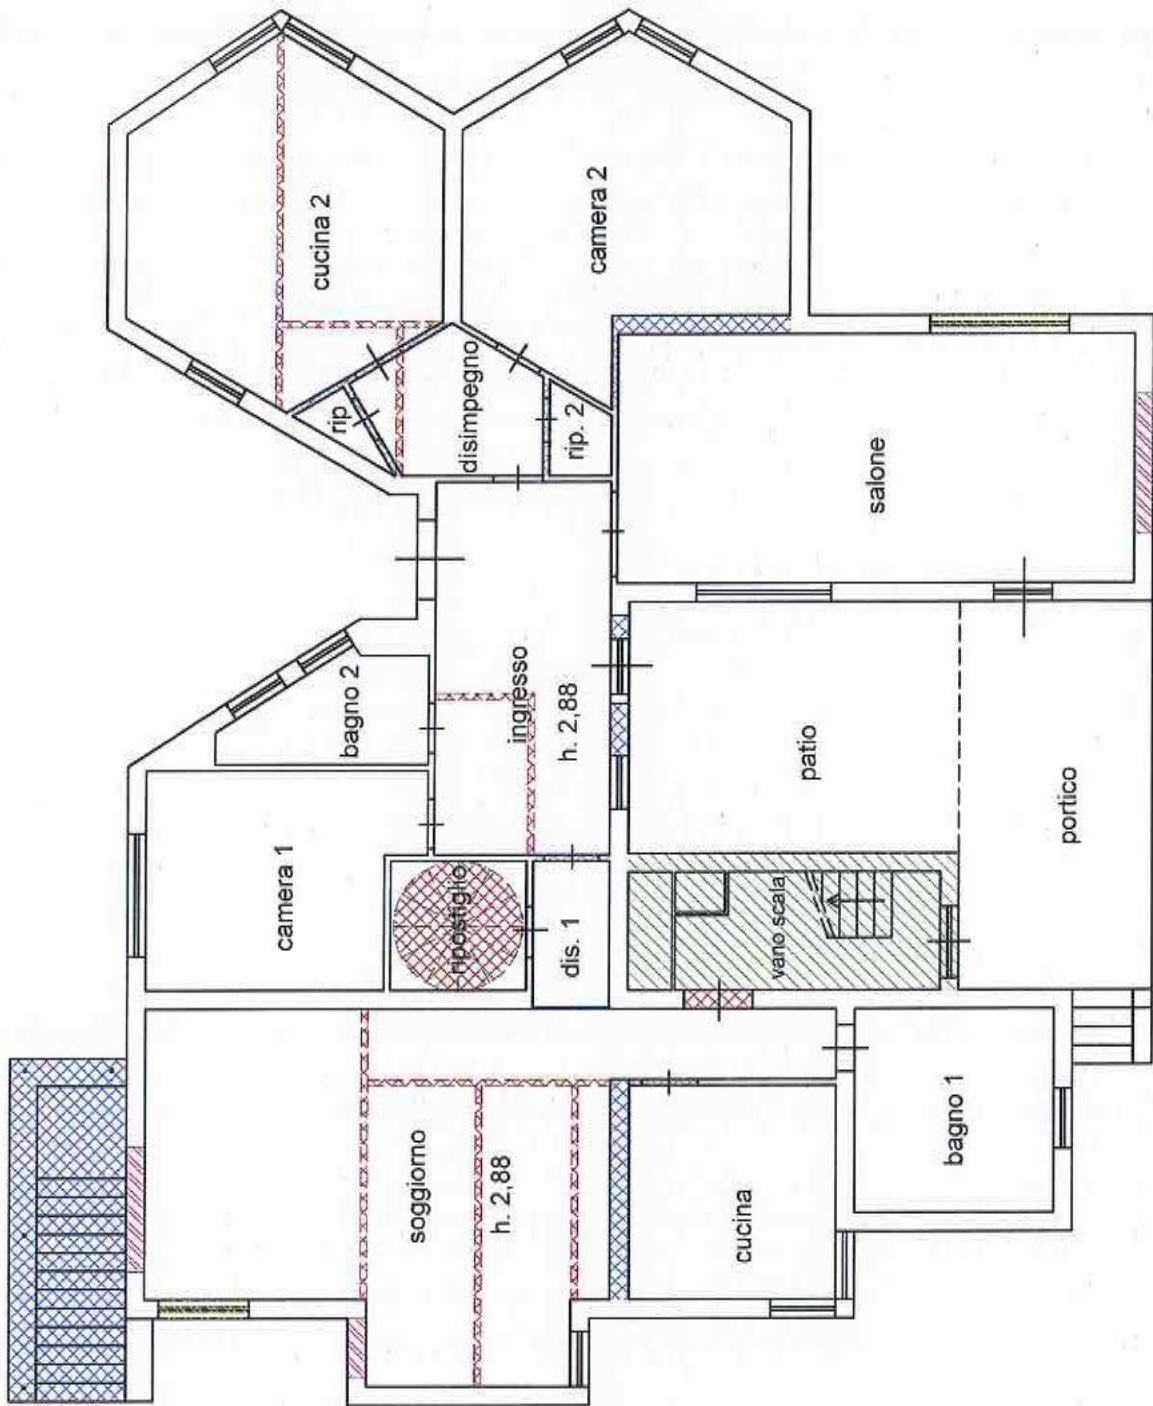 camera 1
cucina 2
rip
bagno 2
soggiorno
h. 2,88
ripostiglio
disimpegno
ingresso
h. 2,88
dis. 1
rip. 2
camera 2
cucina
vano scala
patio
salone
bagno 1
portico